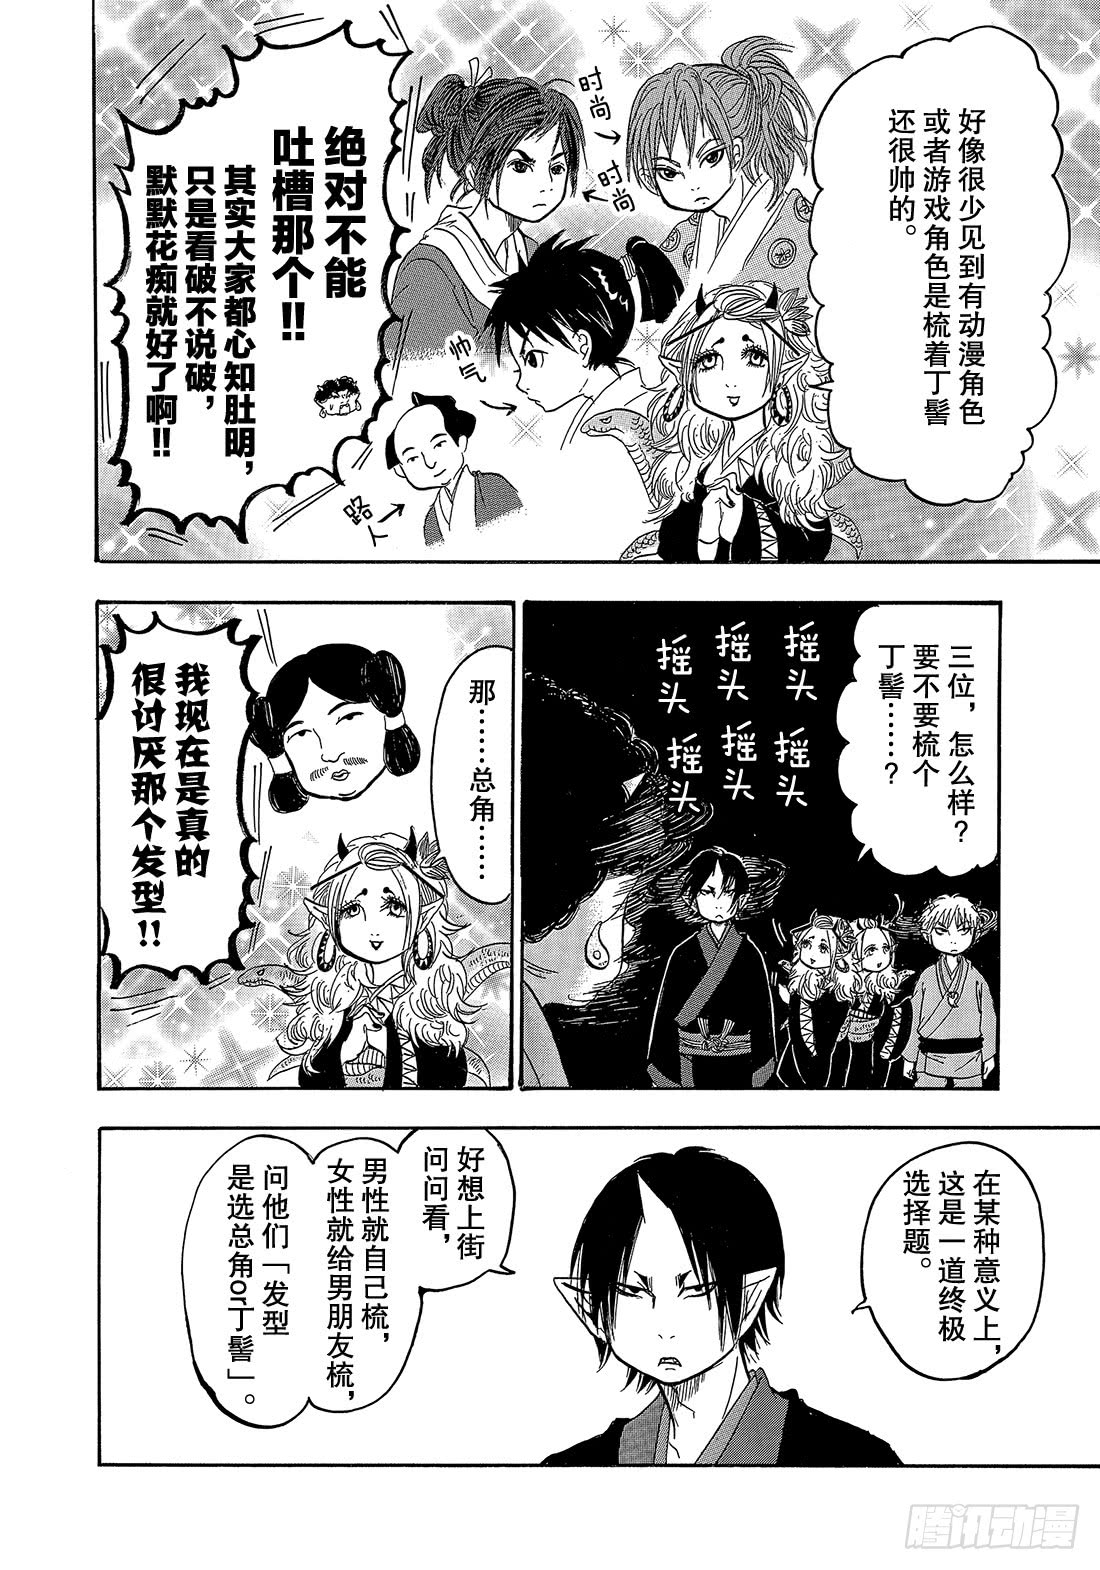 好像很少见到有动漫角色
或者游戏角色是梳着丁髻
还很帅的。
时尚
时尚
帅气
路人
绝对不能
吐槽那个!!
其实大家都心知肚明，
只是看破不说破，
默默花痴就好了啊!!
三位，怎么样？
要不要梳个
丁髻……？
摇头
摇头
摇头
摇头
摇头
摇头
那……总角……
我现在是真的
很讨厌那个发型!!
在某种意义上，
这是一道终极
选择题。
好想上街
问问看，
男性就自己梳，
女性就给男朋友梳，
问他们「发型
是选总角or丁髻」。
腾讯动漫